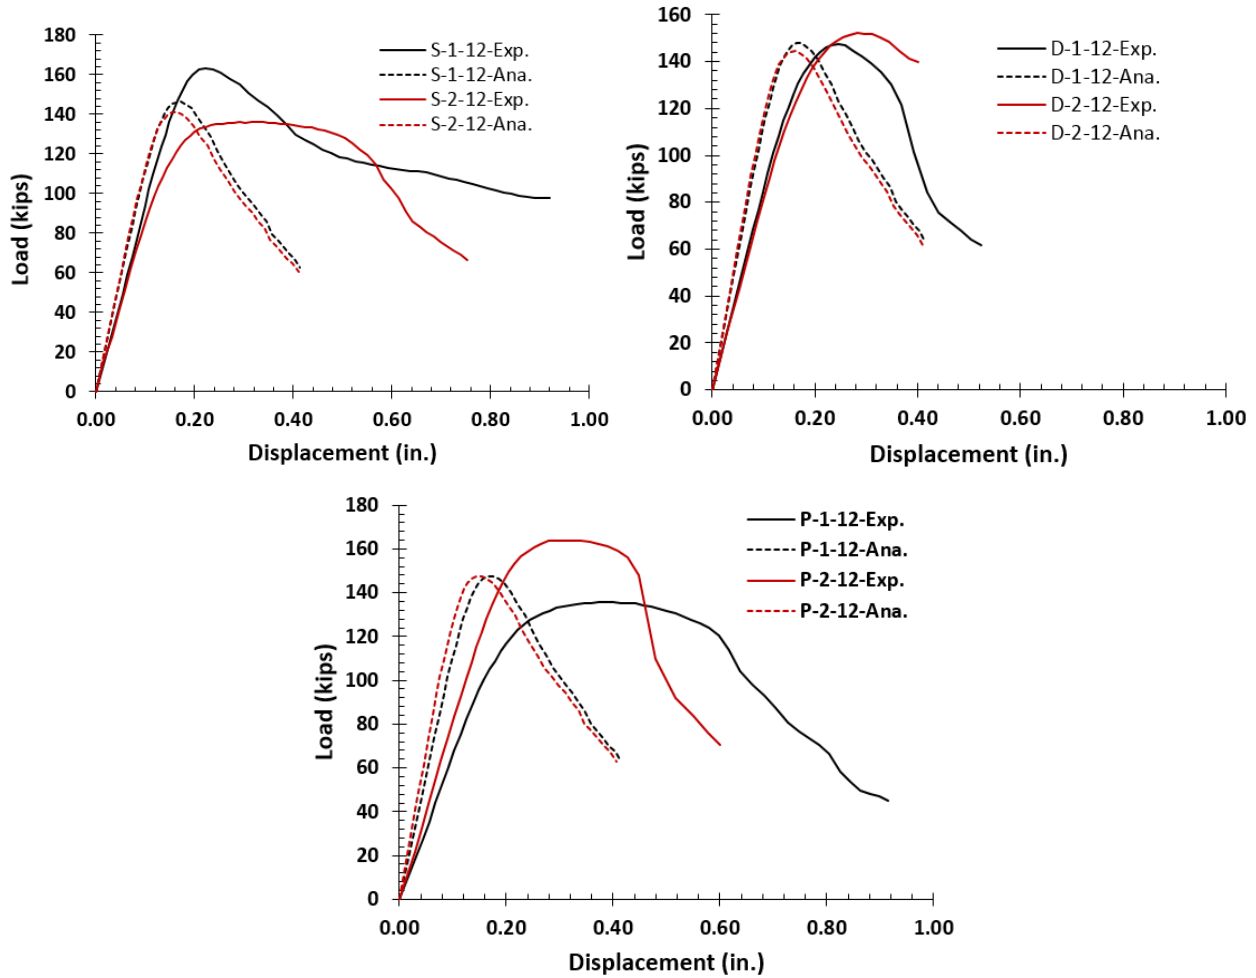 180
160
140
120
100
80
60
40
20
0
Load (kips)
0.00 0.20 0.40 0.60 0.80 1.00
Displacement (in.)
S-1-12-Exp.
S-1-12-Ana.
S-2-12-Exp.
S-2-12-Ana.
160
140
120
100
80
60
40
20
0
Load (kips)
0.00 0.20 0.40 0.60 0.80 1.00
Displacement (in.)
D-1-12-Exp.
D-1-12-Ana.
D-2-12-Exp.
D-2-12-Ana.
180
160
140
120
100
80
60
40
20
0
Load (kips)
0.00 0.20 0.40 0.60 0.80 1.00
Displacement (in.)
P-1-12-Exp.
P-1-12-Ana.
P-2-12-Exp.
P-2-12-Ana.